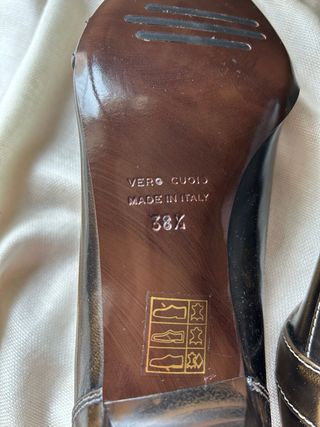 VERO CUOIO
MADE IN ITALY
38½